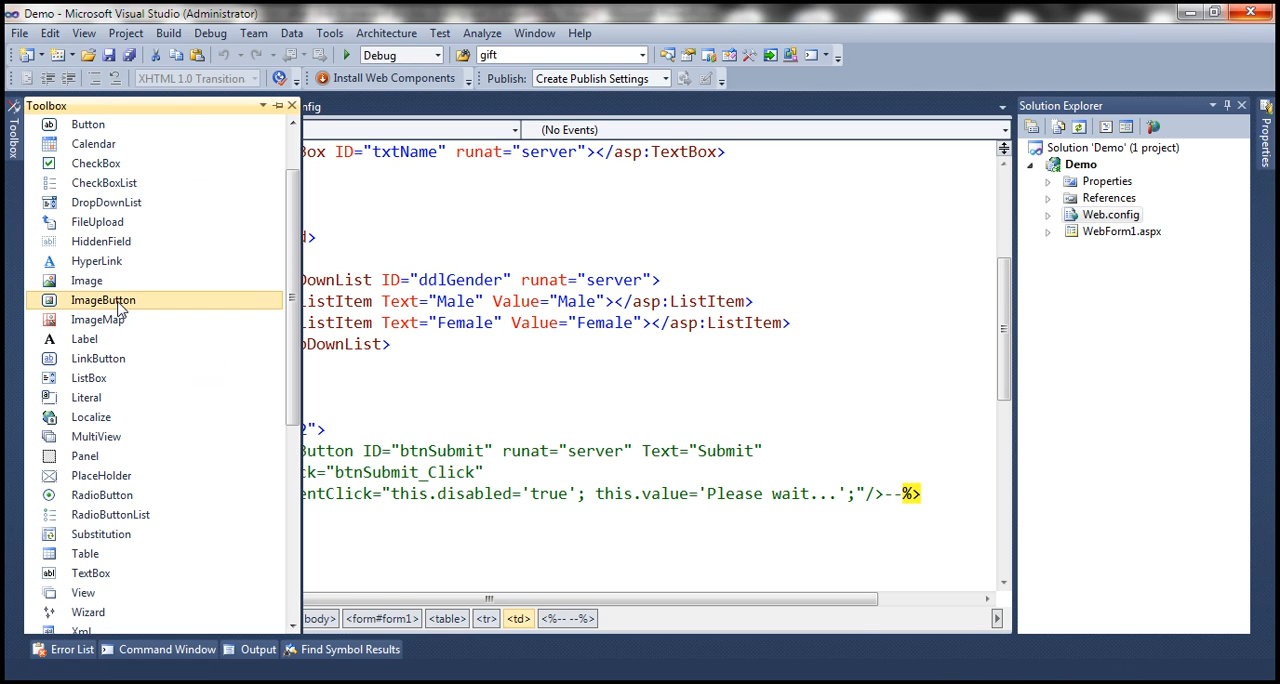 Demo - Microsoft Visual Studio (Administrator)
File Edit View Project Build Debug Team Data Tools Architecture Test Analyze Window Help
Debug gift
XHTML 1.0 Transition Install Web Components Publish: Create Publish Settings
Toolbox
Toolbox
Button
Calendar
CheckBox
CheckBoxList
DropDownList
FileUpload
HiddenField
HyperLink
Image
ImageButton
ImageMap
Label
LinkButton
ListBox
Literal
Localize
MultiView
Panel
PlaceHolder
RadioButton
RadioButtonList
Substitution
Table
TextBox
View
Wizard
Xml
nfig
(No Events)
Box ID="txtName" runat="server"></asp:TextBox>
d>
DownList ID="ddlGender" runat="server">
ListItem Text="Male" Value="Male"></asp:ListItem>
ListItem Text="Female" Value="Female"></asp:ListItem>
pDownList>
2">
Button ID="btnSubmit" runat="server" Text="Submit"
ck="btnSubmit_Click"
entClick="this.disabled='true'; this.value='Please wait...';"/>--%>
body> <form#form1> <table> <tr> <td> <%-- --%>
Solution Explorer
Solution 'Demo' (1 project)
Demo
Properties
References
Web.config
WebForm1.aspx
Properties
Error List Command Window Output Find Symbol Results